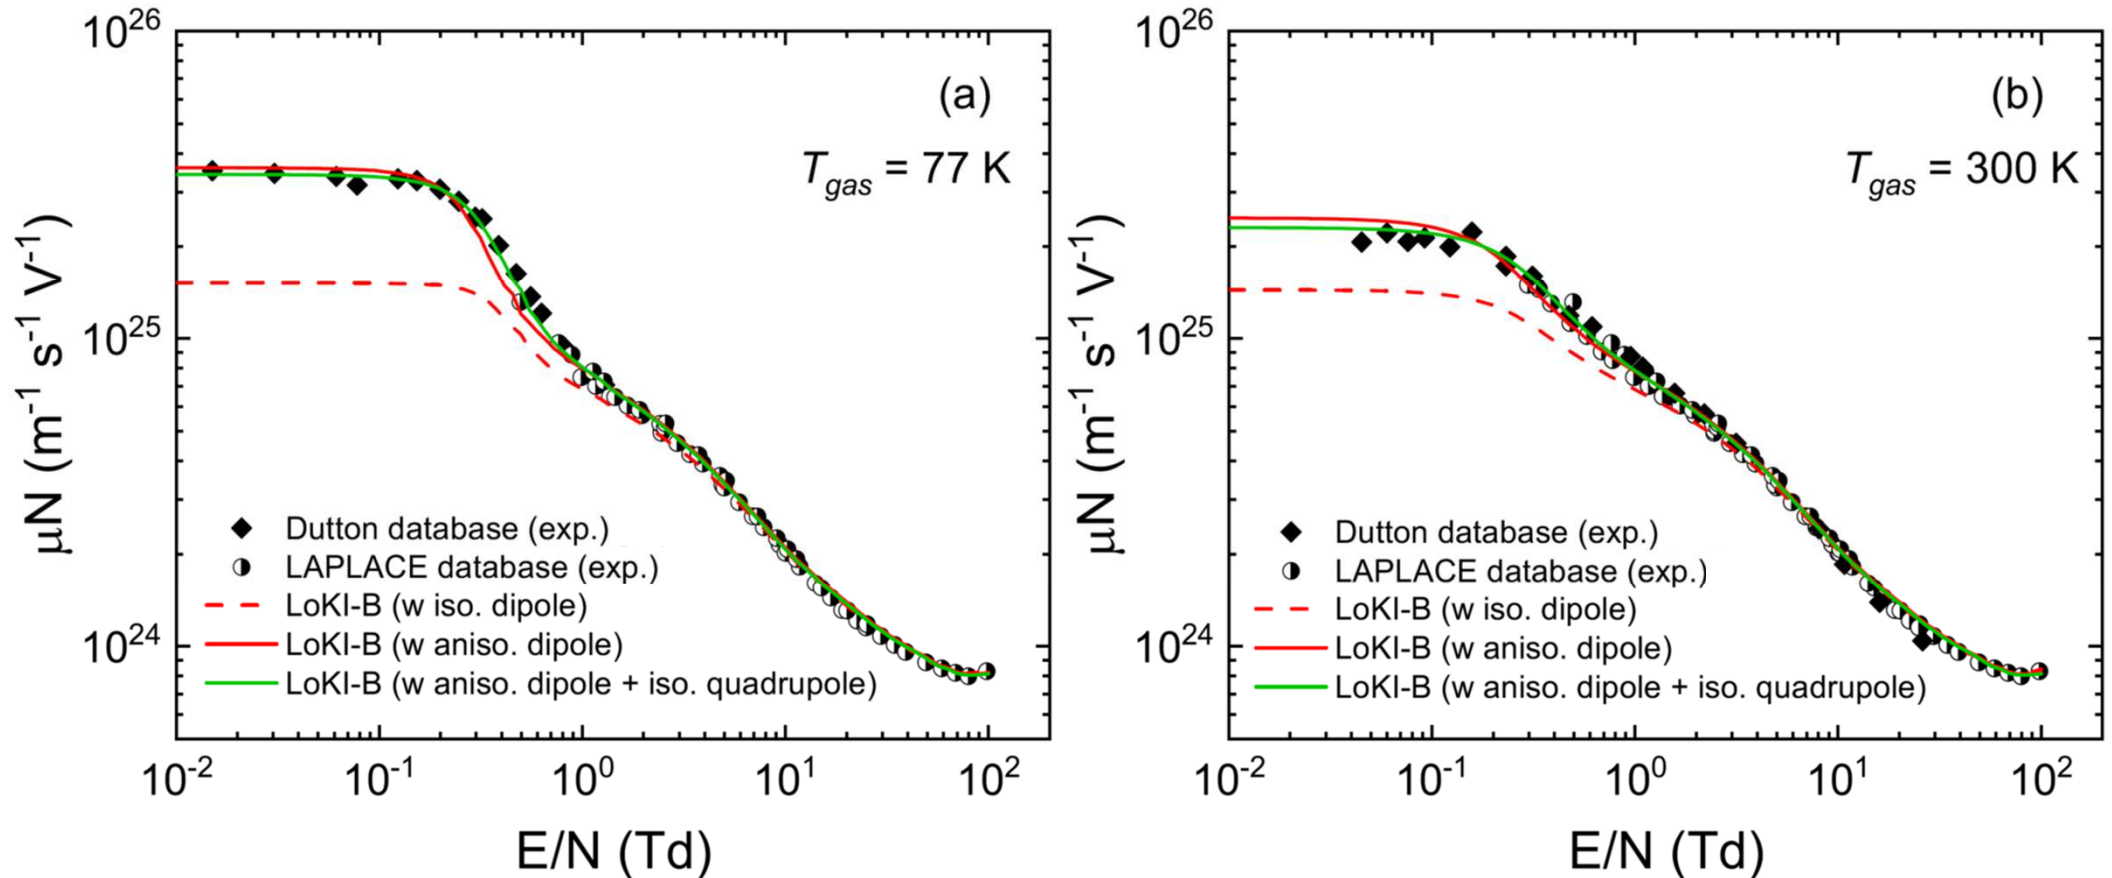 (a)
T_gas = 77 K
10^26
10^25
10^24
μN (m^-1 s^-1 V^-1)
Dutton database (exp.)
LAPLACE database (exp.)
LoKI-B (w iso. dipole)
LoKI-B (w aniso. dipole)
LoKI-B (w aniso. dipole + iso. quadrupole)
10^-2 10^-1 10^0 10^1 10^2
E/N (Td)
(b)
T_gas = 300 K
10^26
10^25
10^24
μN (m^-1 s^-1 V^-1)
Dutton database (exp.)
LAPLACE database (exp.)
LoKI-B (w iso. dipole)
LoKI-B (w aniso. dipole)
LoKI-B (w aniso. dipole + iso. quadrupole)
10^-2 10^-1 10^0 10^1 10^2
E/N (Td)